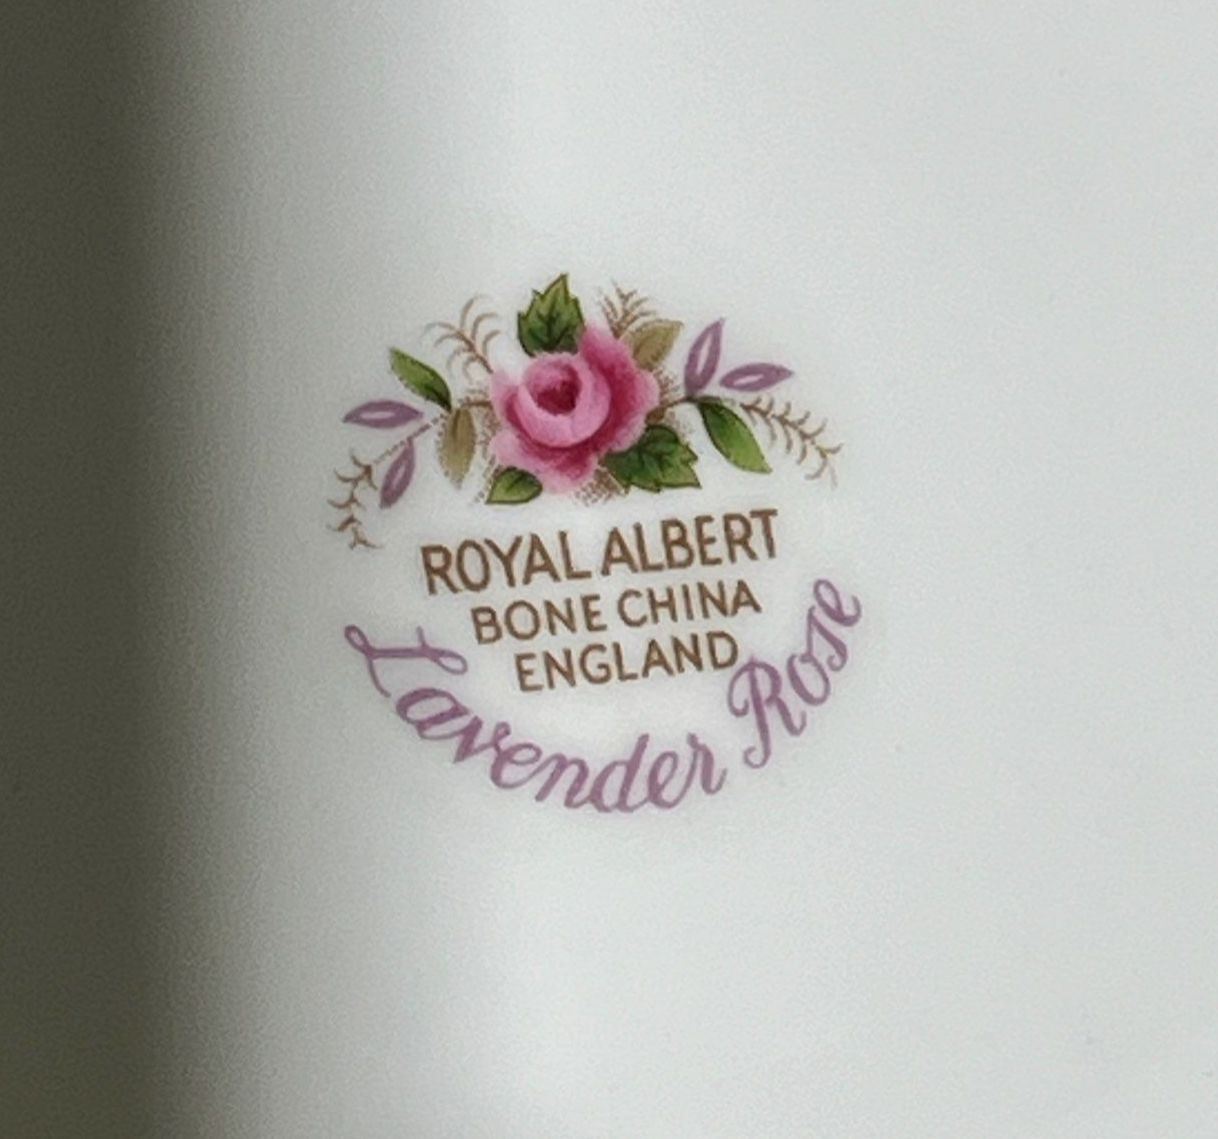 ROYAL ALBERT
BONE CHINA
ENGLAND
Lavender Rose